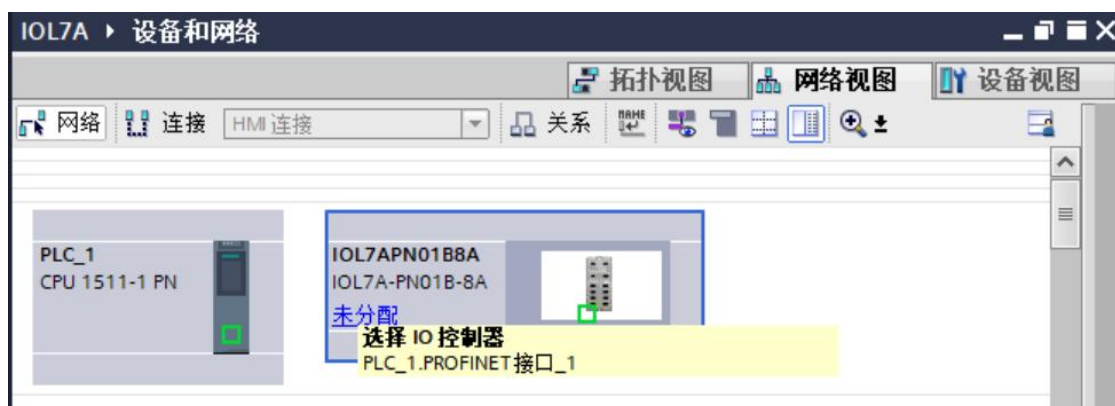 IOL7A ▸ 设备和网络
拓扑视图 网络视图 设备视图
网络 连接 HMI 连接 关系
PLC_1
CPU 1511-1 PN
IOL7APN01B8A
IOL7A-PN01B-8A
未分配
选择 IO 控制器
PLC_1.PROFINET接口_1